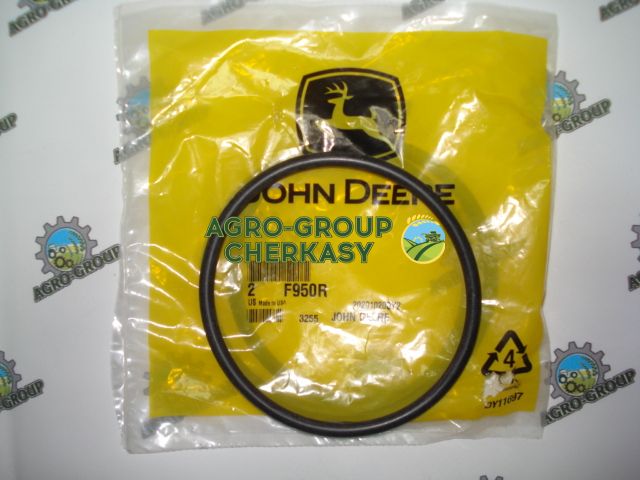 AGRO-GROUP
AGRO-GROUP
JOHN DEERE
AGRO-GROUP
CHERKASY
AGRO-GROUP
2 F950R
US Made in USA
3255 JOHN DEERE
4
AGRO-GROUP
AGRO-GROUP